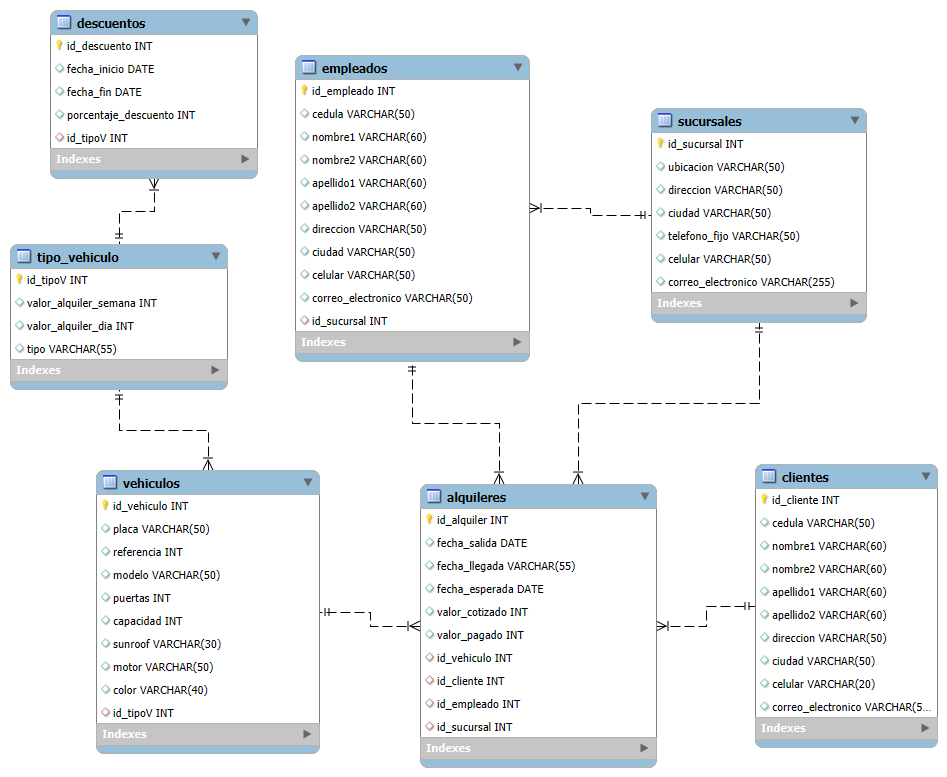 descuentos
id_descuento INT
fecha_inicio DATE
fecha_fin DATE
porcentaje_descuento INT
id_tipoV INT
Indexes
empleados
id_empleado INT
cedula VARCHAR(50)
nombre1 VARCHAR(60)
nombre2 VARCHAR(60)
apellido1 VARCHAR(60)
apellido2 VARCHAR(60)
direccion VARCHAR(50)
ciudad VARCHAR(50)
celular VARCHAR(50)
correo_electronico VARCHAR(50)
id_sucursal INT
Indexes
sucursales
id_sucursal INT
ubicacion VARCHAR(50)
direccion VARCHAR(50)
ciudad VARCHAR(50)
telefono_fijo VARCHAR(50)
celular VARCHAR(50)
correo_electronico VARCHAR(255)
Indexes
tipo_vehiculo
id_tipoV INT
valor_alquiler_semana INT
valor_alquiler_dia INT
tipo VARCHAR(55)
Indexes
vehiculos
id_vehiculo INT
placa VARCHAR(50)
referencia INT
modelo VARCHAR(50)
puertas INT
capacidad INT
sunroof VARCHAR(30)
motor VARCHAR(50)
color VARCHAR(40)
id_tipoV INT
Indexes
alquileres
id_alquiler INT
fecha_salida DATE
fecha_llegada VARCHAR(55)
fecha_esperada DATE
valor_cotizado INT
valor_pagado INT
id_vehiculo INT
id_cliente INT
id_empleado INT
id_sucursal INT
Indexes
clientes
id_cliente INT
cedula VARCHAR(50)
nombre1 VARCHAR(60)
nombre2 VARCHAR(60)
apellido1 VARCHAR(60)
apellido2 VARCHAR(60)
direccion VARCHAR(50)
ciudad VARCHAR(50)
celular VARCHAR(20)
correo_electronico VARCHAR(5...
Indexes